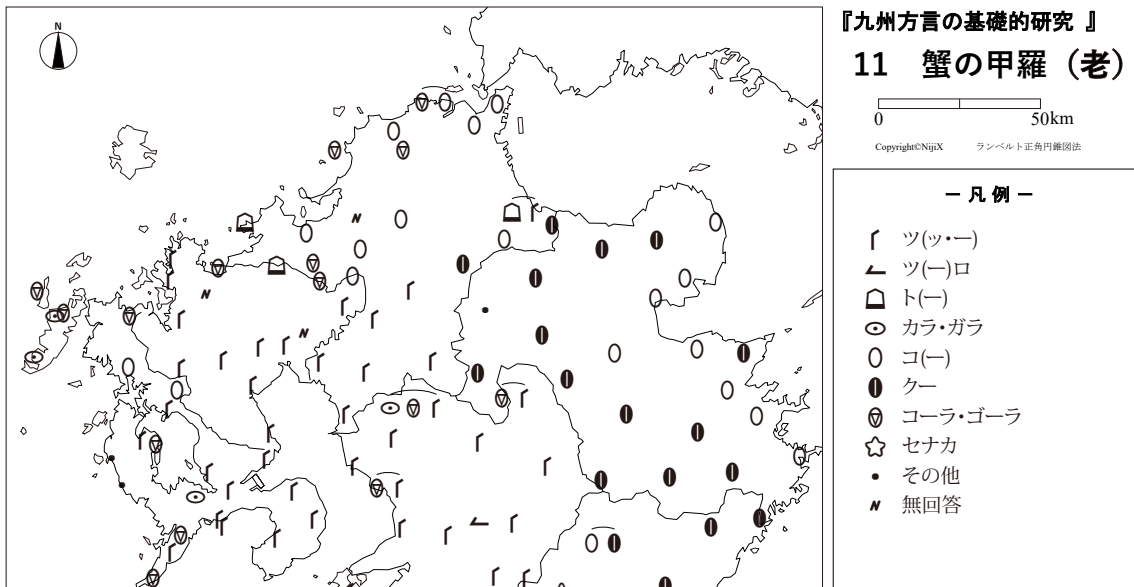 N
『九州方言の基礎的研究 』
11 蟹の甲羅(老)
0 50km
Copyright©NijiX ランベルト正角円錐図法
－凡例－
ツ(ッ・ー)
ツ(ー)ロ
ト(ー)
カラ・ガラ
コ(ー)
クー
コーラ・ゴーラ
セナカ
その他
無回答